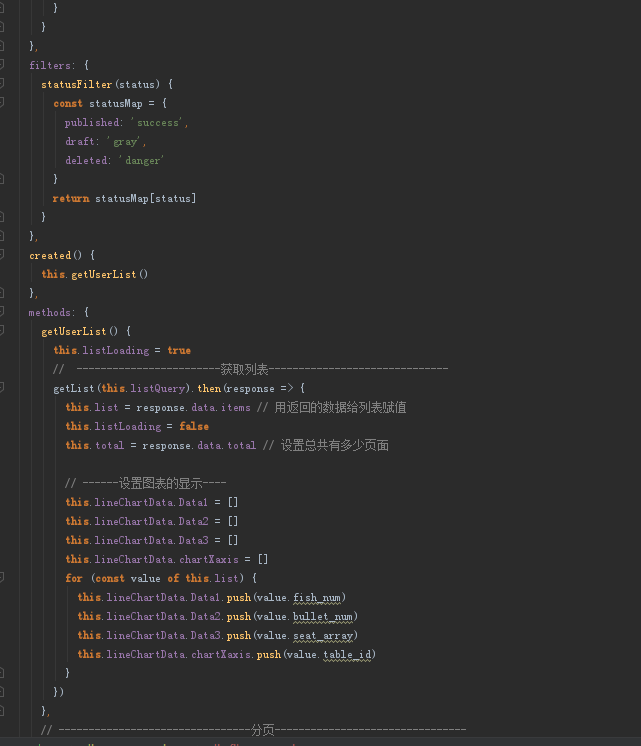 }
}
},
filters: {
statusFilter(status) {
const statusMap = {
published: 'success',
draft: 'gray',
deleted: 'danger'
}
return statusMap[status]
}
},
created() {
this.getUserList()
},
methods: {
getUserList() {
this.listLoading = true
//  ------------------------获取列表------------------------------
getList(this.listQuery).then(response => {
this.list = response.data.items // 用返回的数据给列表赋值
this.listLoading = false
this.total = response.data.total // 设置总共有多少页面
// ------设置图表的显示----
this.lineChartData.Data1 = []
this.lineChartData.Data2 = []
this.lineChartData.Data3 = []
this.lineChartData.chartXaxis = []
for (const value of this.list) {
this.lineChartData.Data1.push(value.fish_num)
this.lineChartData.Data2.push(value.bullet_num)
this.lineChartData.Data3.push(value.seat_array)
this.lineChartData.chartXaxis.push(value.table_id)
}
})
},
// --------------------------------分页--------------------------------